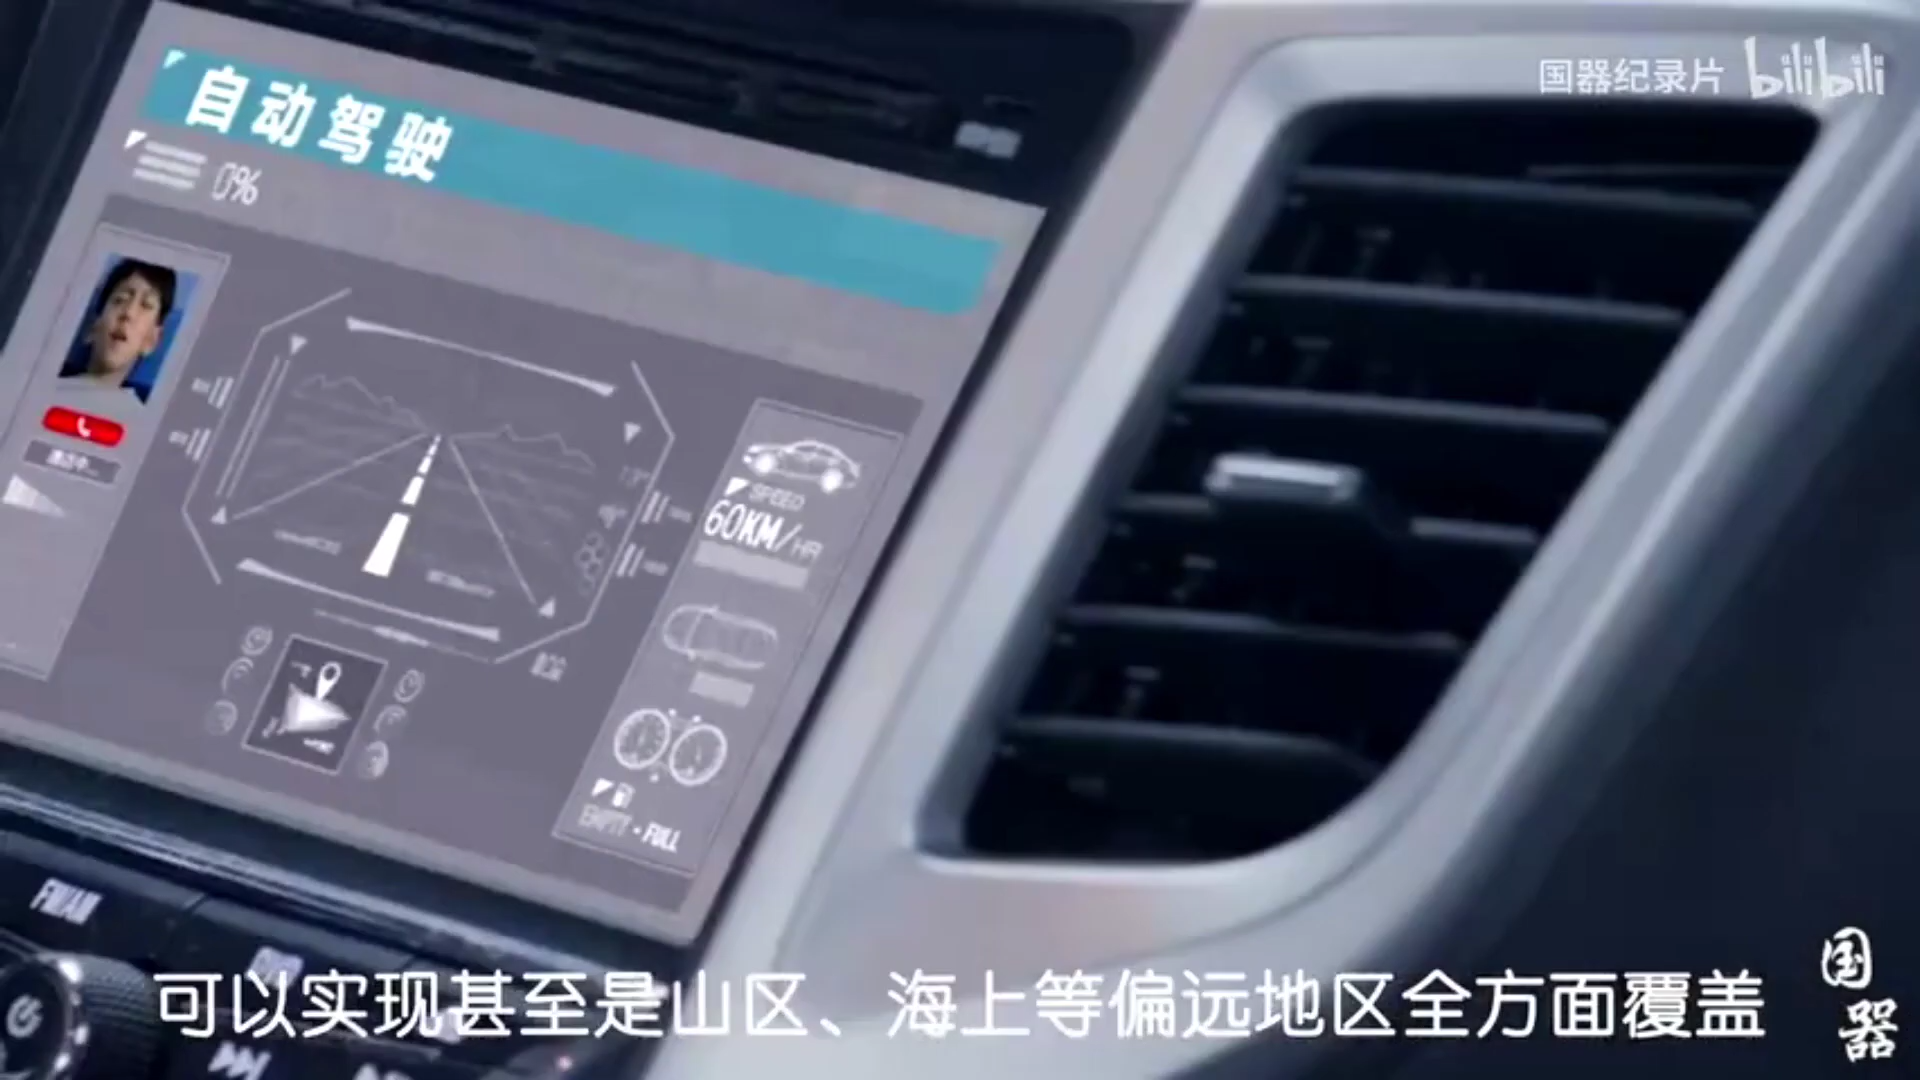 国器纪录片 bilibili
自动驾驶
0%
SPEED
60KM/HR
EMPTY - FULL
FM/AM
可以实现甚至是山区、海上等偏远地区全方面覆盖
国器